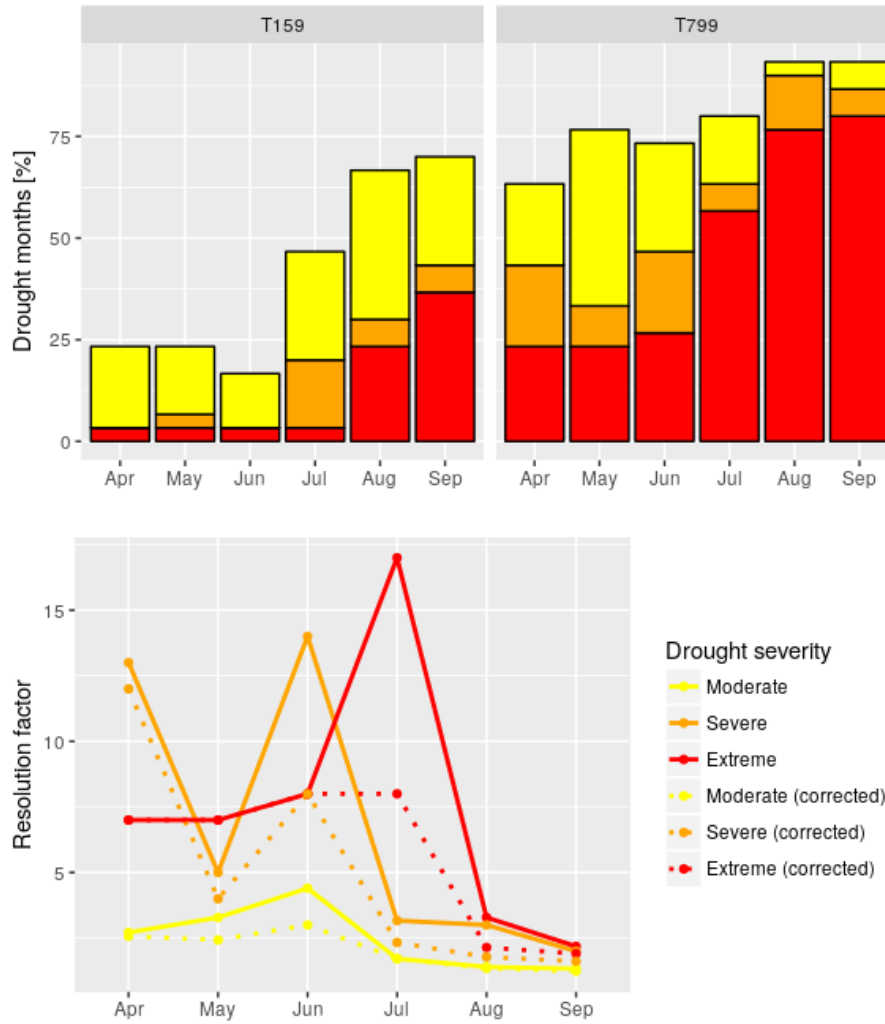 T159 T799
Drought months [%]
75
50
25
0
Apr May Jun Jul Aug Sep Apr May Jun Jul Aug Sep
Resolution factor
15
10
5
Apr May Jun Jul Aug Sep
Drought severity
Moderate
Severe
Extreme
Moderate (corrected)
Severe (corrected)
Extreme (corrected)